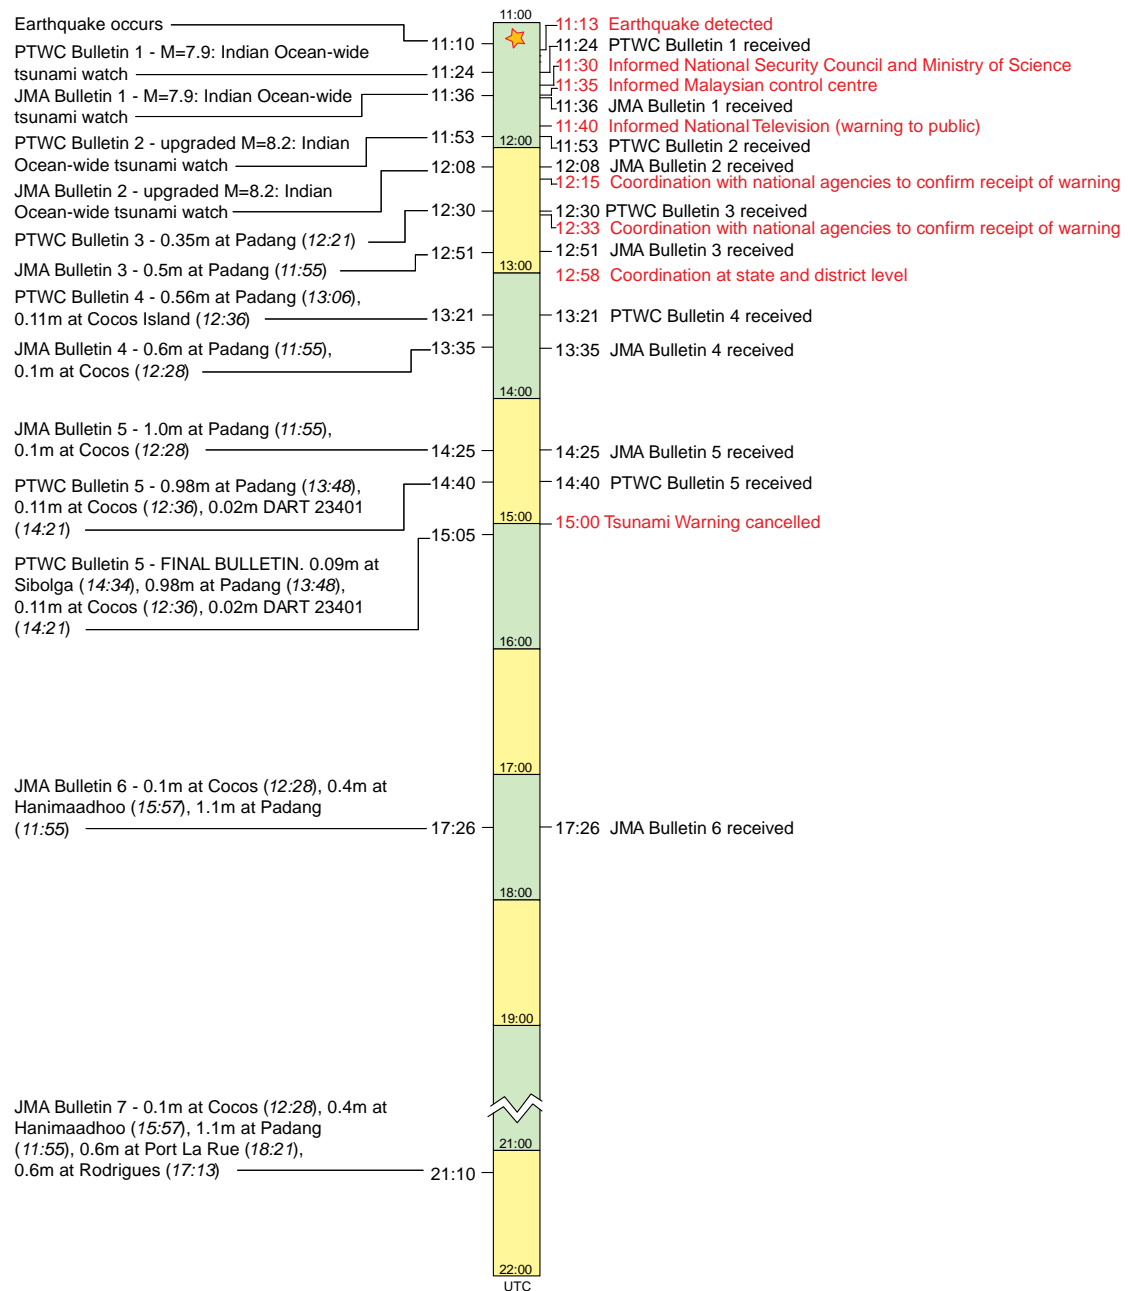 11:00
Earthquake occurs
11:10
PTWC Bulletin 1 - M=7.9: Indian Ocean-wide
tsunami watch
11:24
JMA Bulletin 1 - M=7.9: Indian Ocean-wide
tsunami watch
11:36
PTWC Bulletin 2 - upgraded M=8.2: Indian
Ocean-wide tsunami watch
11:53
JMA Bulletin 2 - upgraded M=8.2: Indian
Ocean-wide tsunami watch
12:08
PTWC Bulletin 3 - 0.35m at Padang (12:21)
12:30
JMA Bulletin 3 - 0.5m at Padang (11:55)
12:51
PTWC Bulletin 4 - 0.56m at Padang (13:06),
0.11m at Cocos Island (12:36)
13:21
JMA Bulletin 4 - 0.6m at Padang (11:55),
0.1m at Cocos (12:28)
13:35
JMA Bulletin 5 - 1.0m at Padang (11:55),
0.1m at Cocos (12:28)
14:25
PTWC Bulletin 5 - 0.98m at Padang (13:48),
0.11m at Cocos (12:36), 0.02m DART 23401
(14:21)
14:40
PTWC Bulletin 5 - FINAL BULLETIN. 0.09m at
Sibolga (14:34), 0.98m at Padang (13:48),
0.11m at Cocos (12:36), 0.02m DART 23401
(14:21)
15:05
JMA Bulletin 6 - 0.1m at Cocos (12:28), 0.4m at
Hanimaadhoo (15:57), 1.1m at Padang
(11:55)
17:26
JMA Bulletin 7 - 0.1m at Cocos (12:28), 0.4m at
Hanimaadhoo (15:57), 1.1m at Padang
(11:55), 0.6m at Port La Rue (18:21),
0.6m at Rodrigues (17:13)
21:10
12:00
13:00
14:00
15:00
16:00
17:00
18:00
19:00
21:00
22:00
UTC
11:13 Earthquake detected
11:24 PTWC Bulletin 1 received
11:30 Informed National Security Council and Ministry of Science
11:35 Informed Malaysian control centre
11:36 JMA Bulletin 1 received
11:40 Informed National Television (warning to public)
11:53 PTWC Bulletin 2 received
12:08 JMA Bulletin 2 received
12:15 Coordination with national agencies to confirm receipt of warning
12:30 PTWC Bulletin 3 received
12:33 Coordination with national agencies to confirm receipt of warning
12:51 JMA Bulletin 3 received
12:58 Coordination at state and district level
13:21 PTWC Bulletin 4 received
13:35 JMA Bulletin 4 received
14:25 JMA Bulletin 5 received
14:40 PTWC Bulletin 5 received
15:00 Tsunami Warning cancelled
17:26 JMA Bulletin 6 received